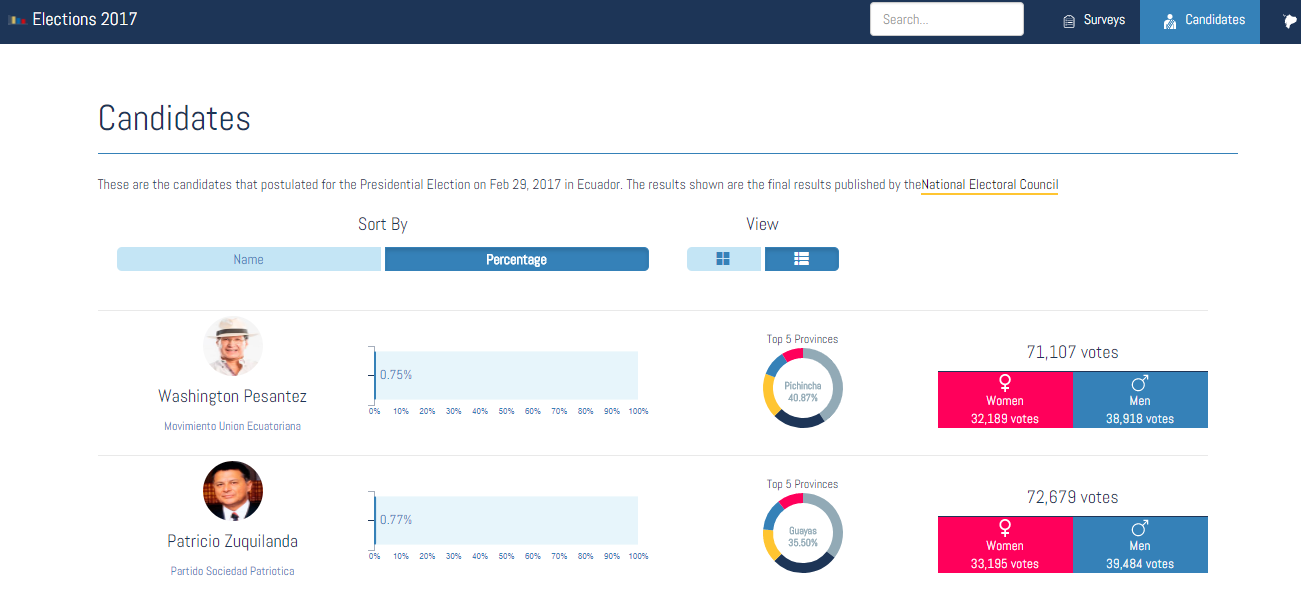 Elections 2017
Search...
Surveys
Candidates
Candidates
These are the candidates that postulated for the Presidential Election on Feb 29, 2017 in Ecuador. The results shown are the final results published by theNational Electoral Council
Sort By
View
Name
Percentage
Washington Pesantez
Movimiento Union Ecuatoriana
0.75%
0% 10% 20% 30% 40% 50% 60% 70% 80% 90% 100%
Top 5 Provinces
Pichincha
40.87%
71,107 votes
Women
32,189 votes
Men
38,918 votes
Patricio Zuquilanda
Partido Sociedad Patriotica
0.77%
0% 10% 20% 30% 40% 50% 60% 70% 80% 90% 100%
Top 5 Provinces
Guayas
35.50%
72,679 votes
Women
33,195 votes
Men
39,484 votes